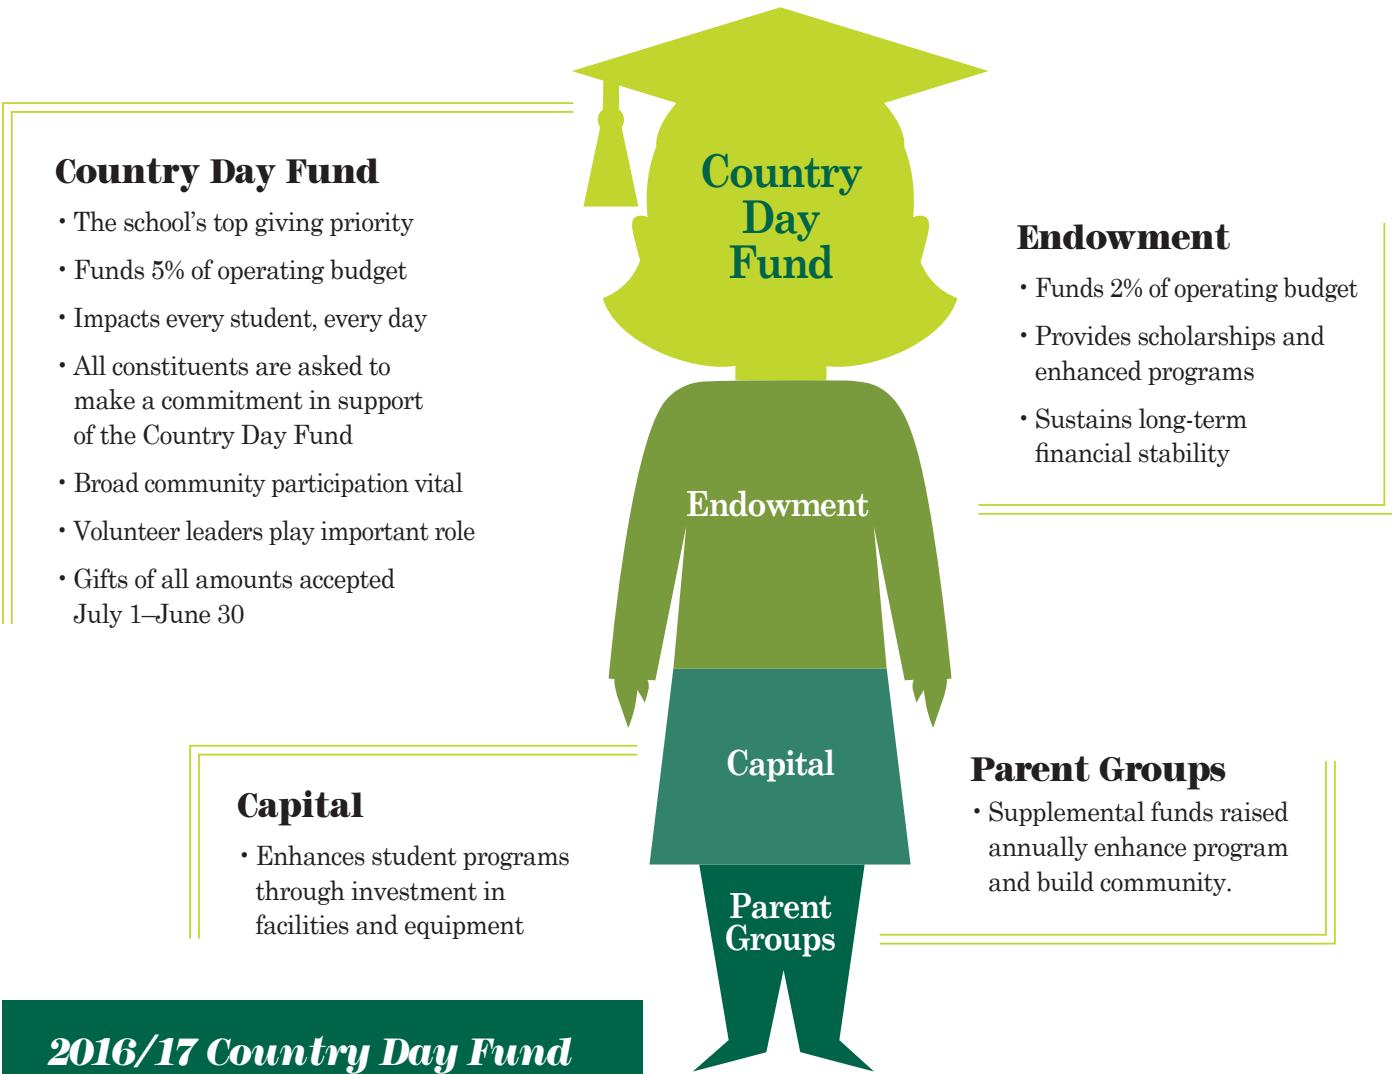 Country Day Fund
• The school's top giving priority
• Funds 5% of operating budget
• Impacts every student, every day
• All constituents are asked to
make a commitment in support
of the Country Day Fund
• Broad community participation vital
• Volunteer leaders play important role
• Gifts of all amounts accepted
July 1–June 30
Country
Day
Fund
Endowment
• Funds 2% of operating budget
• Provides scholarships and
enhanced programs
• Sustains long-term
financial stability
Endowment
Capital
• Enhances student programs
through investment in
facilities and equipment
Capital
Parent Groups
• Supplemental funds raised
annually enhance program
and build community.
Parent
Groups
2016/17 Country Day Fund